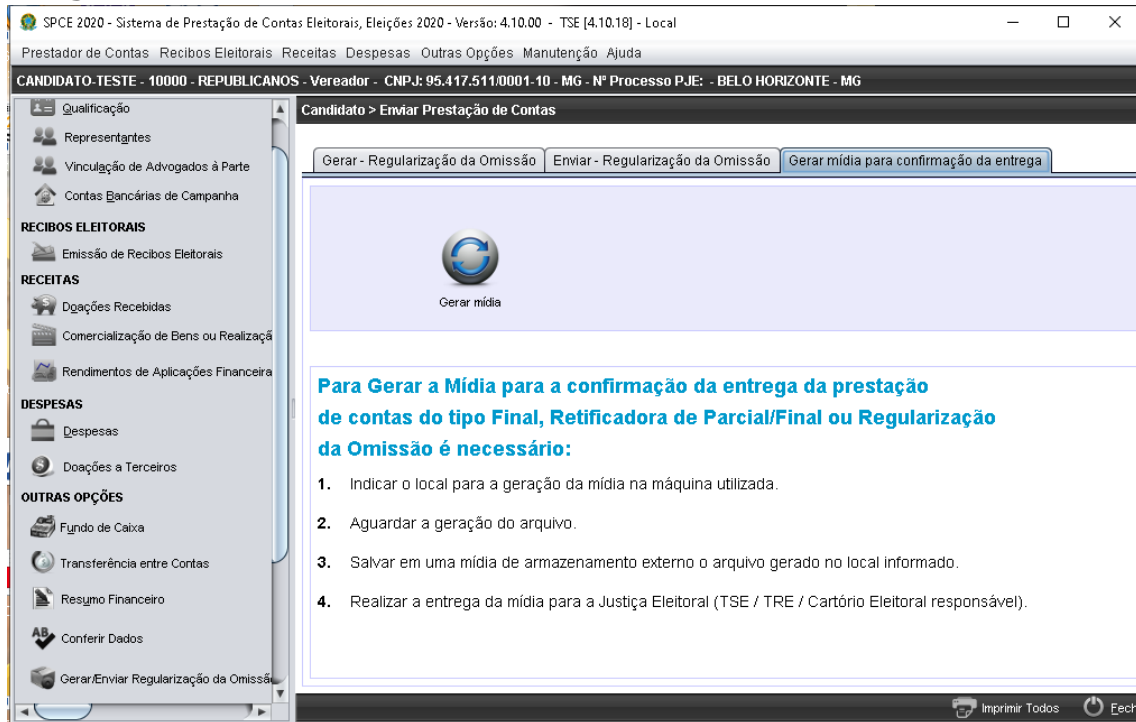 SPCE 2020 - Sistema de Prestação de Contas Eleitorais, Eleições 2020 - Versão: 4.10.00 - TSE [4.10.18] - Local
Prestador de Contas Recibos Eleitorais Receitas Despesas Outras Opções Manutenção Ajuda
CANDIDATO-TESTE - 10000 - REPUBLICANOS - Vereador - CNPJ: 95.417.511/0001-10 - MG - Nº Processo PJE: - BELO HORIZONTE - MG
Qualificação
Representantes
Vinculação de Advogados à Parte
Contas Bancárias de Campanha
RECIBOS ELEITORAIS
Emissão de Recibos Eleitorais
RECEITAS
Doações Recebidas
Comercialização de Bens ou Realizaçã
Rendimentos de Aplicações Financeira
DESPESAS
Despesas
Doações a Terceiros
OUTRAS OPÇÕES
Fundo de Caixa
Transferência entre Contas
Resumo Financeiro
Conferir Dados
Gerar/Enviar Regularização da Omissã
Candidato > Enviar Prestação de Contas
Gerar - Regularização da Omissão
Enviar - Regularização da Omissão
Gerar mídia para confirmação da entrega
Gerar mídia
Para Gerar a Mídia para a confirmação da entrega da prestação
de contas do tipo Final, Retificadora de Parcial/Final ou Regularização
da Omissão é necessário:
1. Indicar o local para a geração da mídia na máquina utilizada.
2. Aguardar a geração do arquivo.
3. Salvar em uma mídia de armazenamento externo o arquivo gerado no local informado.
4. Realizar a entrega da mídia para a Justiça Eleitoral (TSE / TRE / Cartório Eleitoral responsável).
Imprimir Todos
Fech